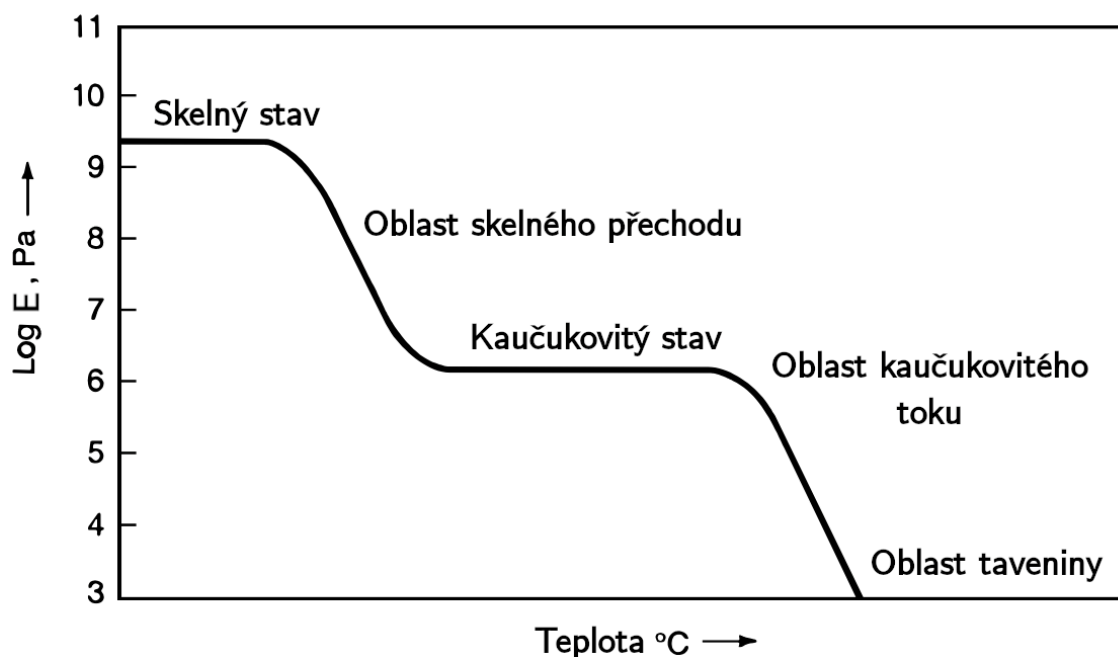 11
10
Skelný stav
9
Oblast skelného přechodu
8
Log E, Pa
7
Kaučukovitý stav
Oblast kaučukovitého
toku
6
5
4
Oblast taveniny
3
Teplota °C